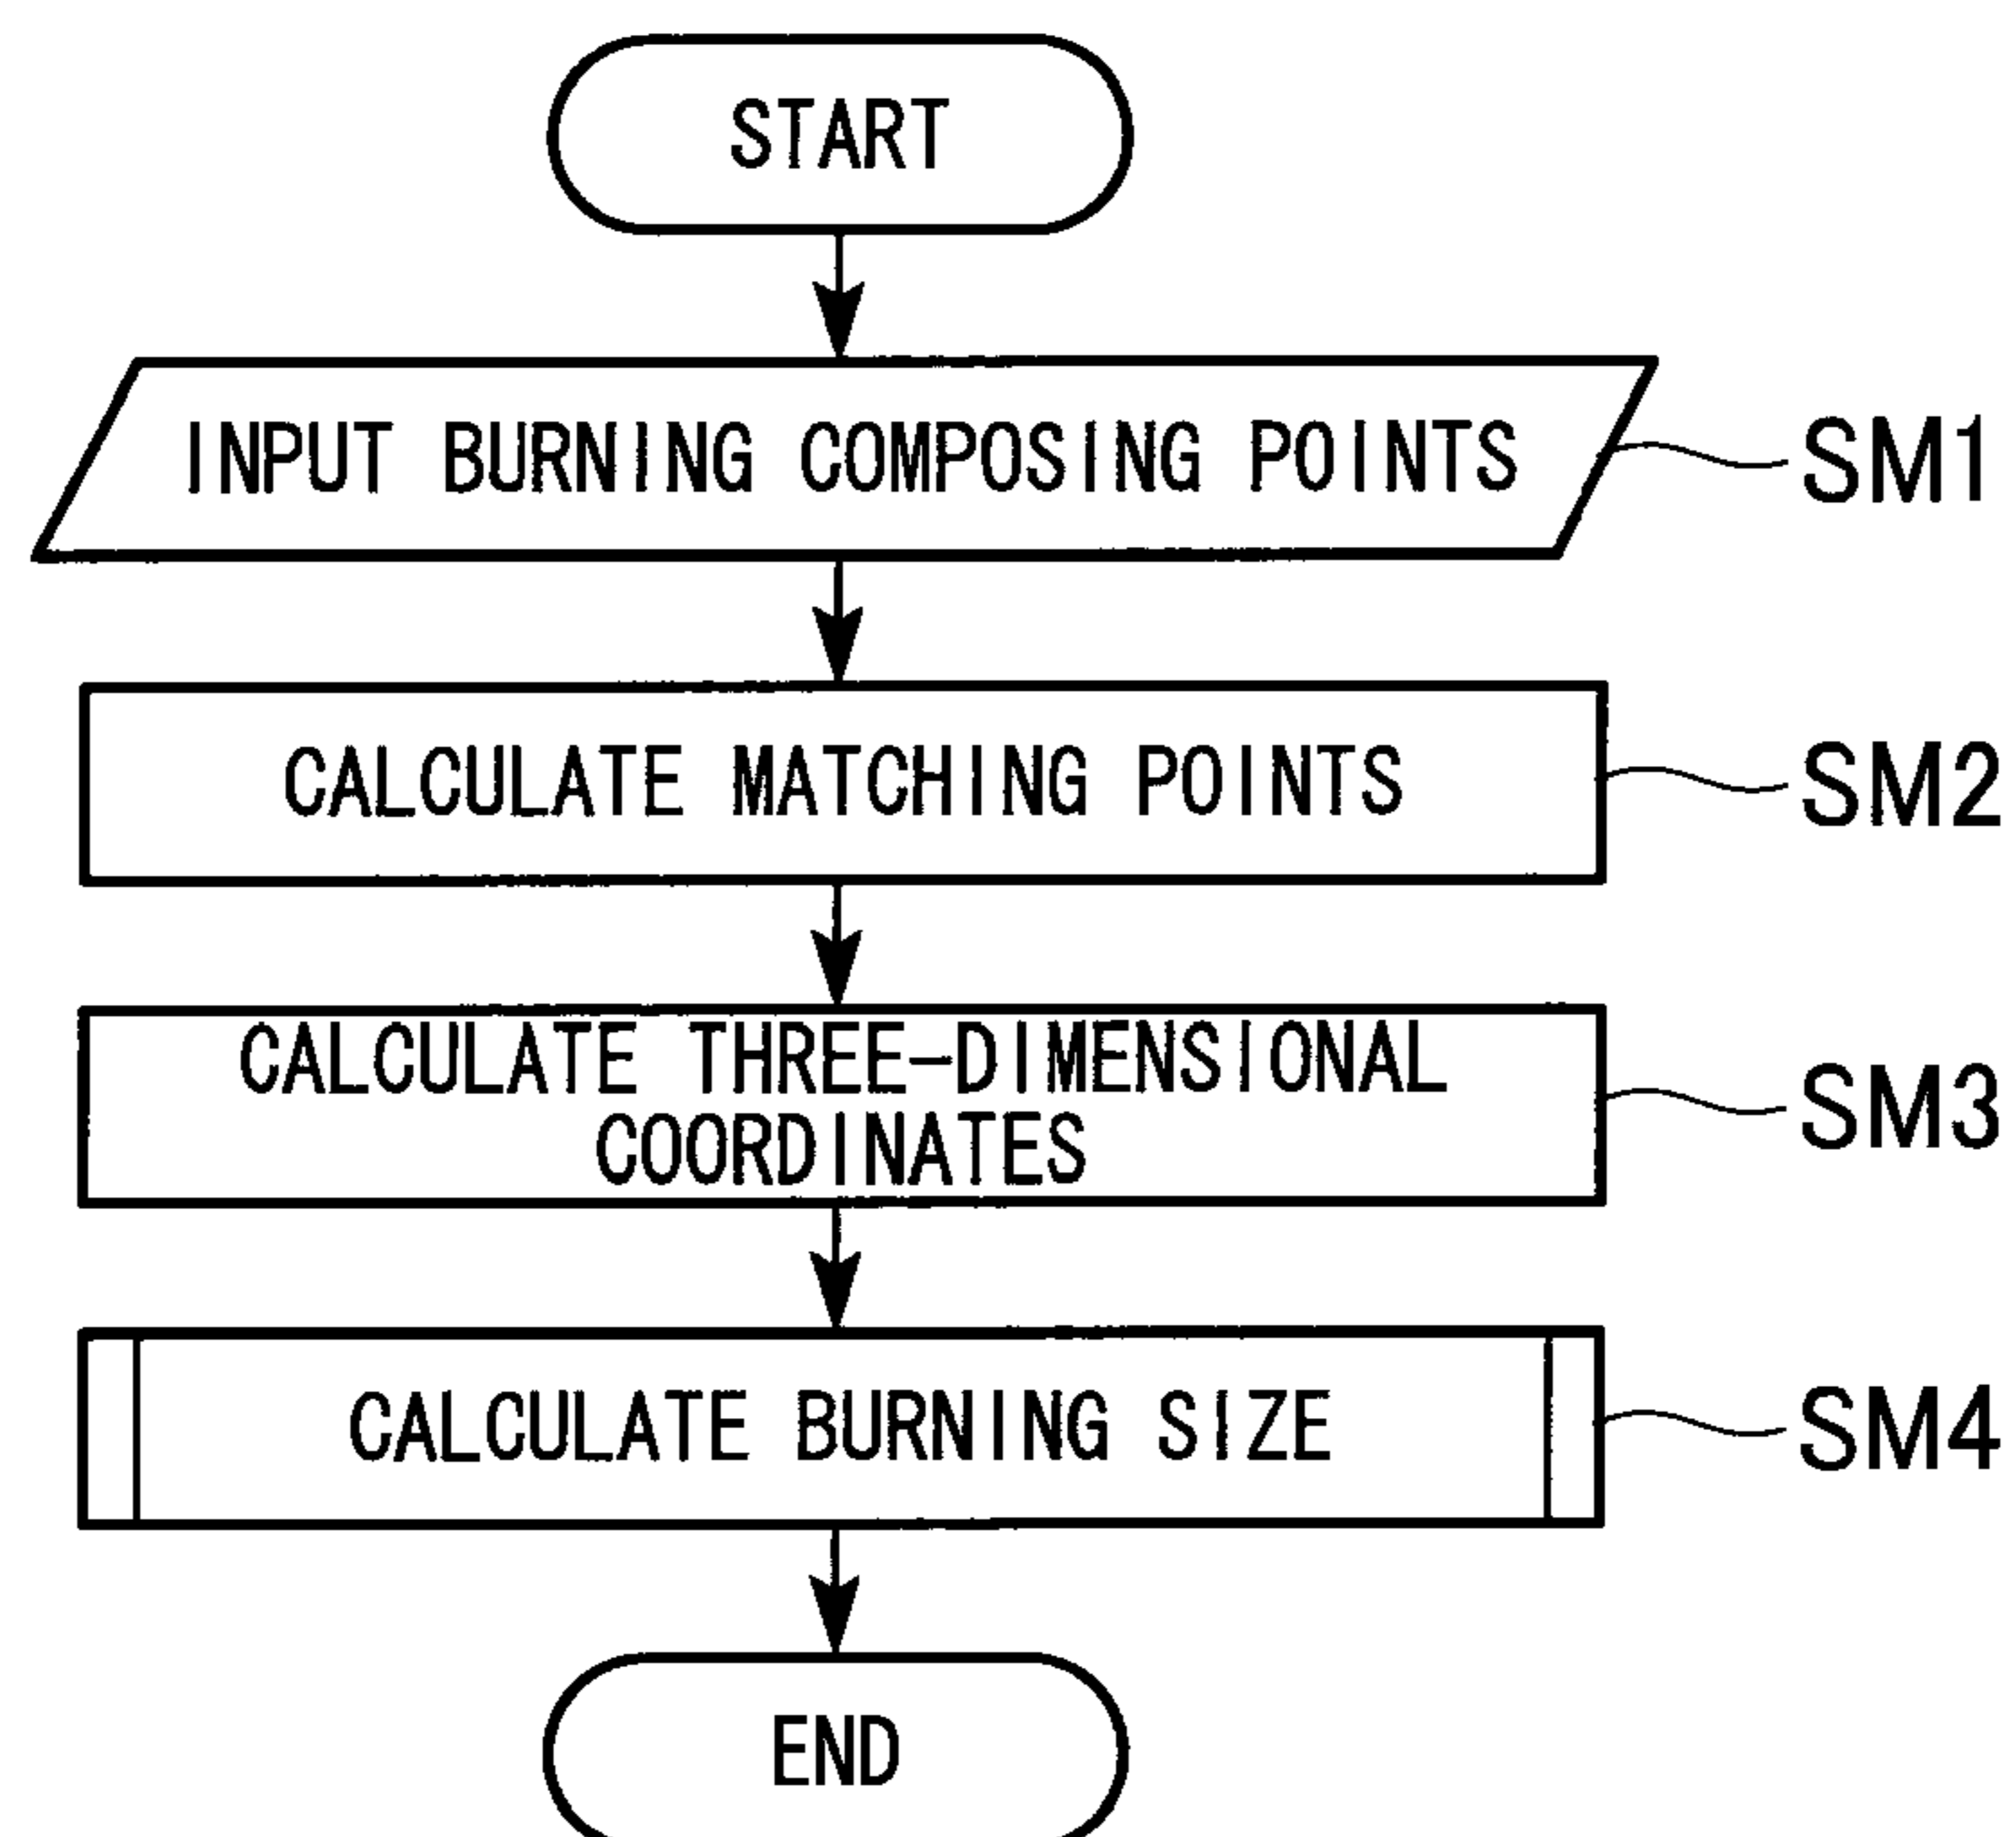 START
INPUT BURNING COMPOSING POINTS
SM1
CALCULATE MATCHING POINTS
SM2
CALCULATE THREE-DIMENSIONAL
COORDINATES
SM3
CALCULATE BURNING SIZE
SM4
END